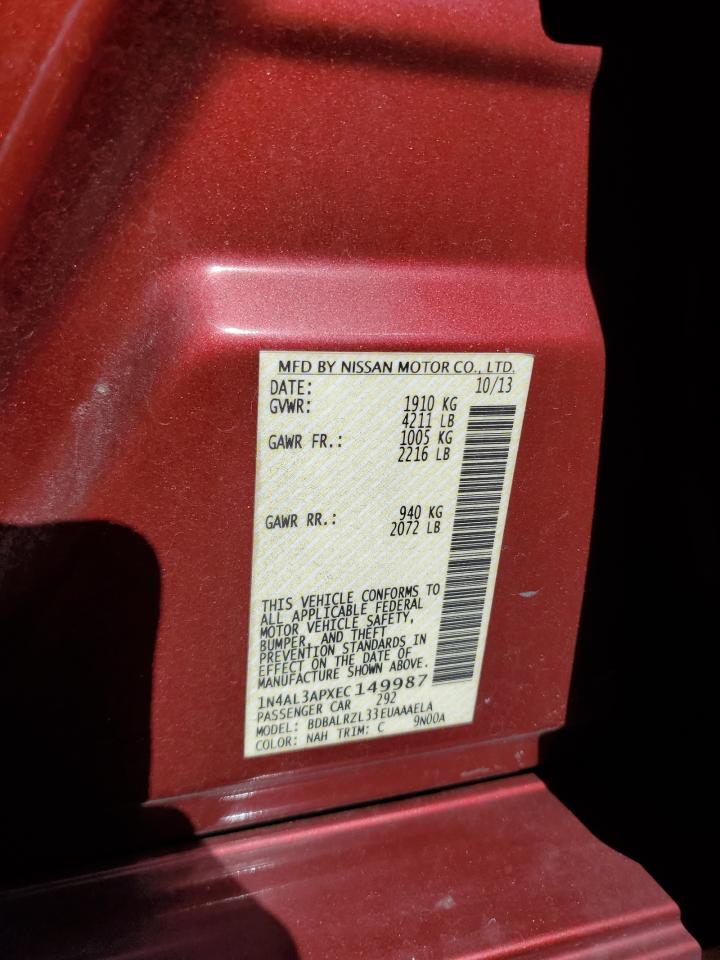 MFD BY NISSAN MOTOR CO., LTD.
DATE: 10/13
GVWR: 1910 KG
4211 LB
GAWR FR.: 1005 KG
2216 LB
GAWR RR.: 940 KG
2072 LB
THIS VEHICLE CONFORMS TO
ALL APPLICABLE FEDERAL
MOTOR VEHICLE SAFETY,
BUMPER, AND THEFT
PREVENTION STANDARDS IN
EFFECT ON THE DATE OF
MANUFACTURE SHOWN ABOVE.
1N4AL3APXEC149987
PASSENGER CAR 292
MODEL: BDBALRZL33EUAAAELA
COLOR: NAH TRIM: C 9N00A